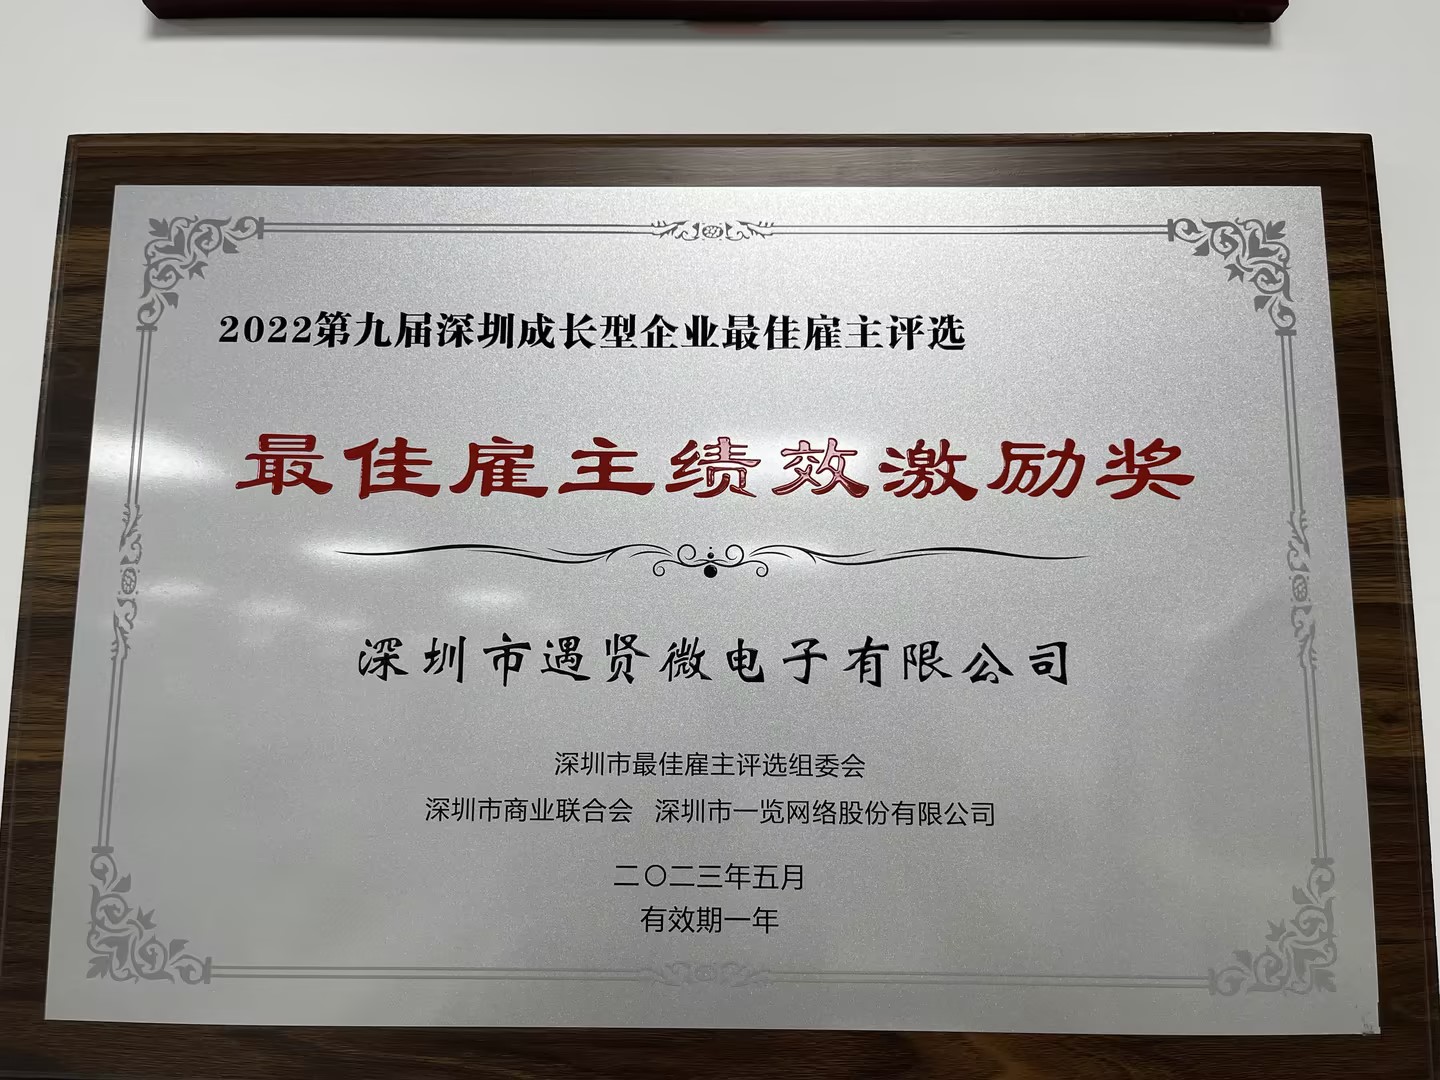 2022第九届深圳成长型企业最佳雇主评选
最佳雇主绩效激励奖
深圳市遇贤微电子有限公司
深圳市最佳雇主评选组委会
深圳市商业联合会 深圳市一览网络股份有限公司
二〇二三年五月
有效期一年